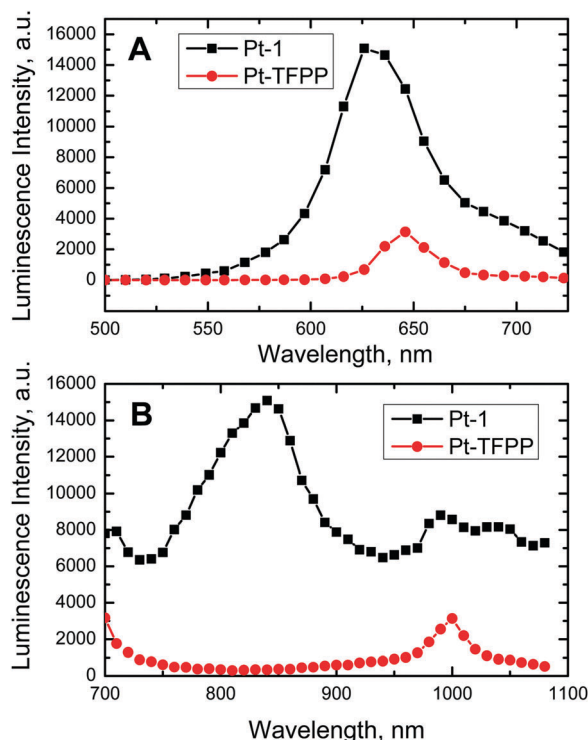 A
Pt-1
Pt-TFPP
Luminescence Intensity, a.u.
16000
14000
12000
10000
8000
6000
4000
2000
0
500 550 600 650 700
Wavelength, nm
B
Pt-1
Pt-TFPP
Luminescence Intensity, a.u.
16000
14000
12000
10000
8000
6000
4000
2000
0
700 800 900 1000 1100
Wavelength, nm